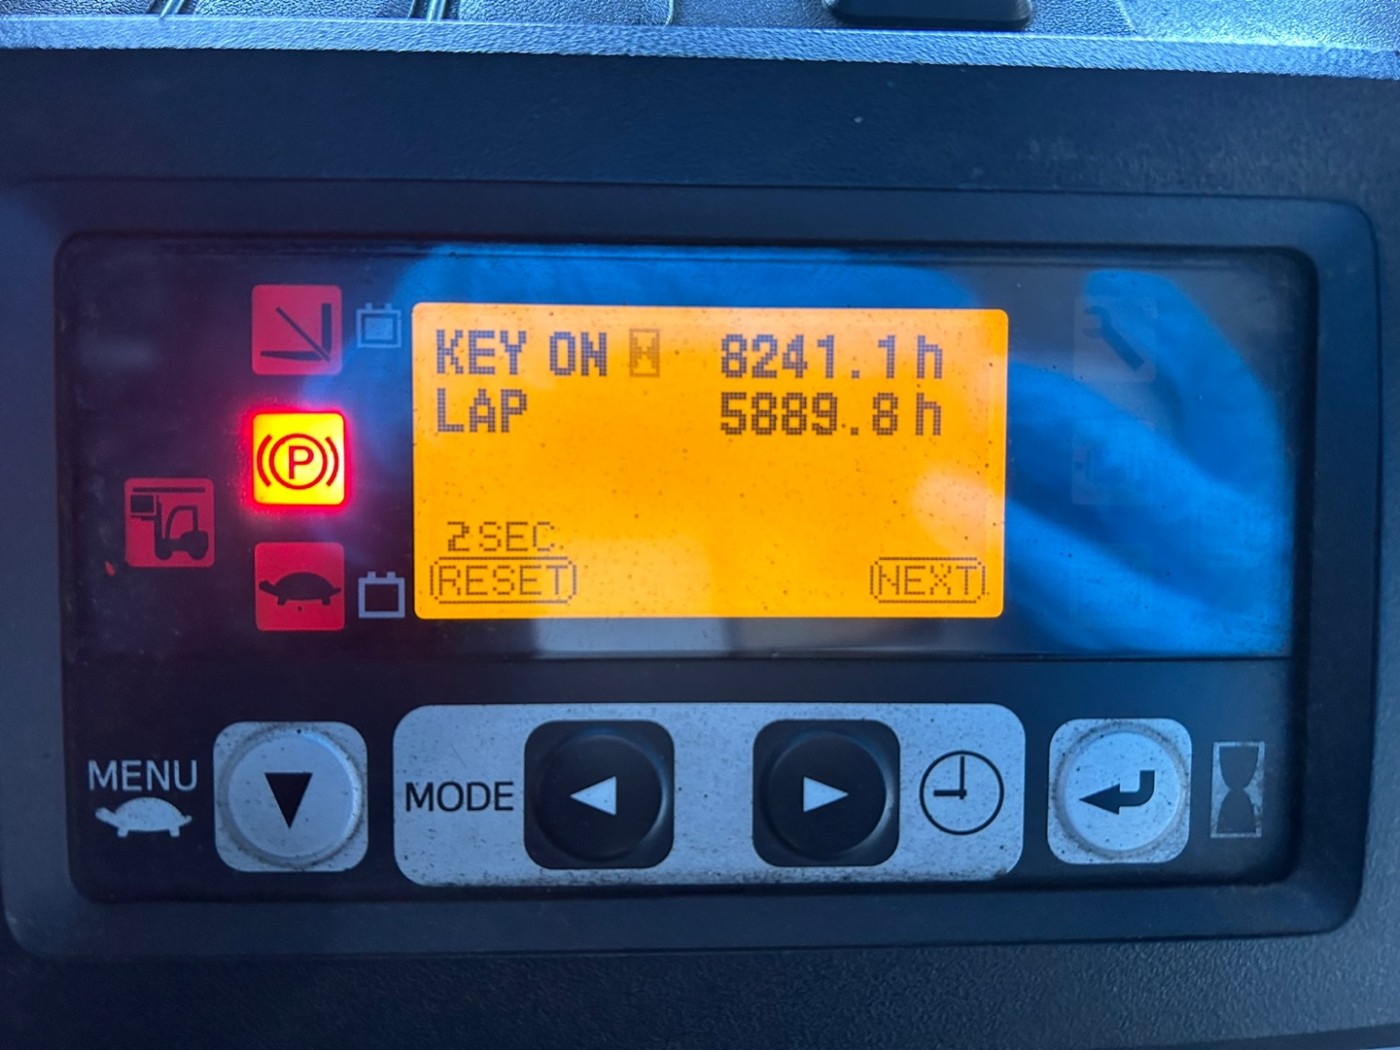 KEY ON 8241.1h
LAP 5889.8h
2SEC.
RESET NEXT
P
MENU
MODE